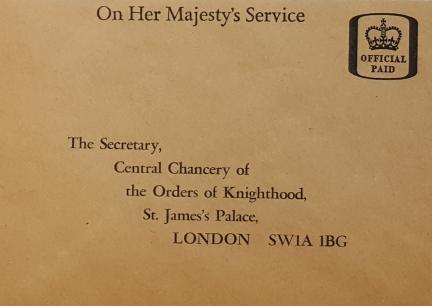 On Her Majesty's Service
OFFICIAL
PAID
The Secretary,
Central Chancery of
the Orders of Knighthood,
St. James's Palace,
LONDON SW1A 1BG